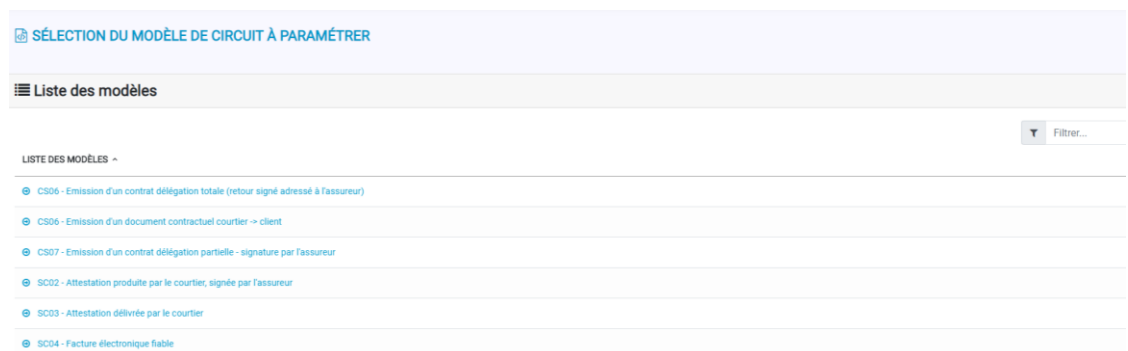 SÉLECTION DU MODÈLE DE CIRCUIT À PARAMÉTRER
Liste des modèles
Filtrer...
LISTE DES MODÈLES
CS06 - Emission d'un contrat délégation totale (retour signé adressé à l'assureur)
CS06 - Emission d'un document contractuel courtier -> client
CS07 - Emission d'un contrat délégation partielle - signature par l'assureur
SC02 - Attestation produite par le courtier, signée par l'assureur
SC03 - Attestation délivrée par le courtier
SC04 - Facture électronique fiable